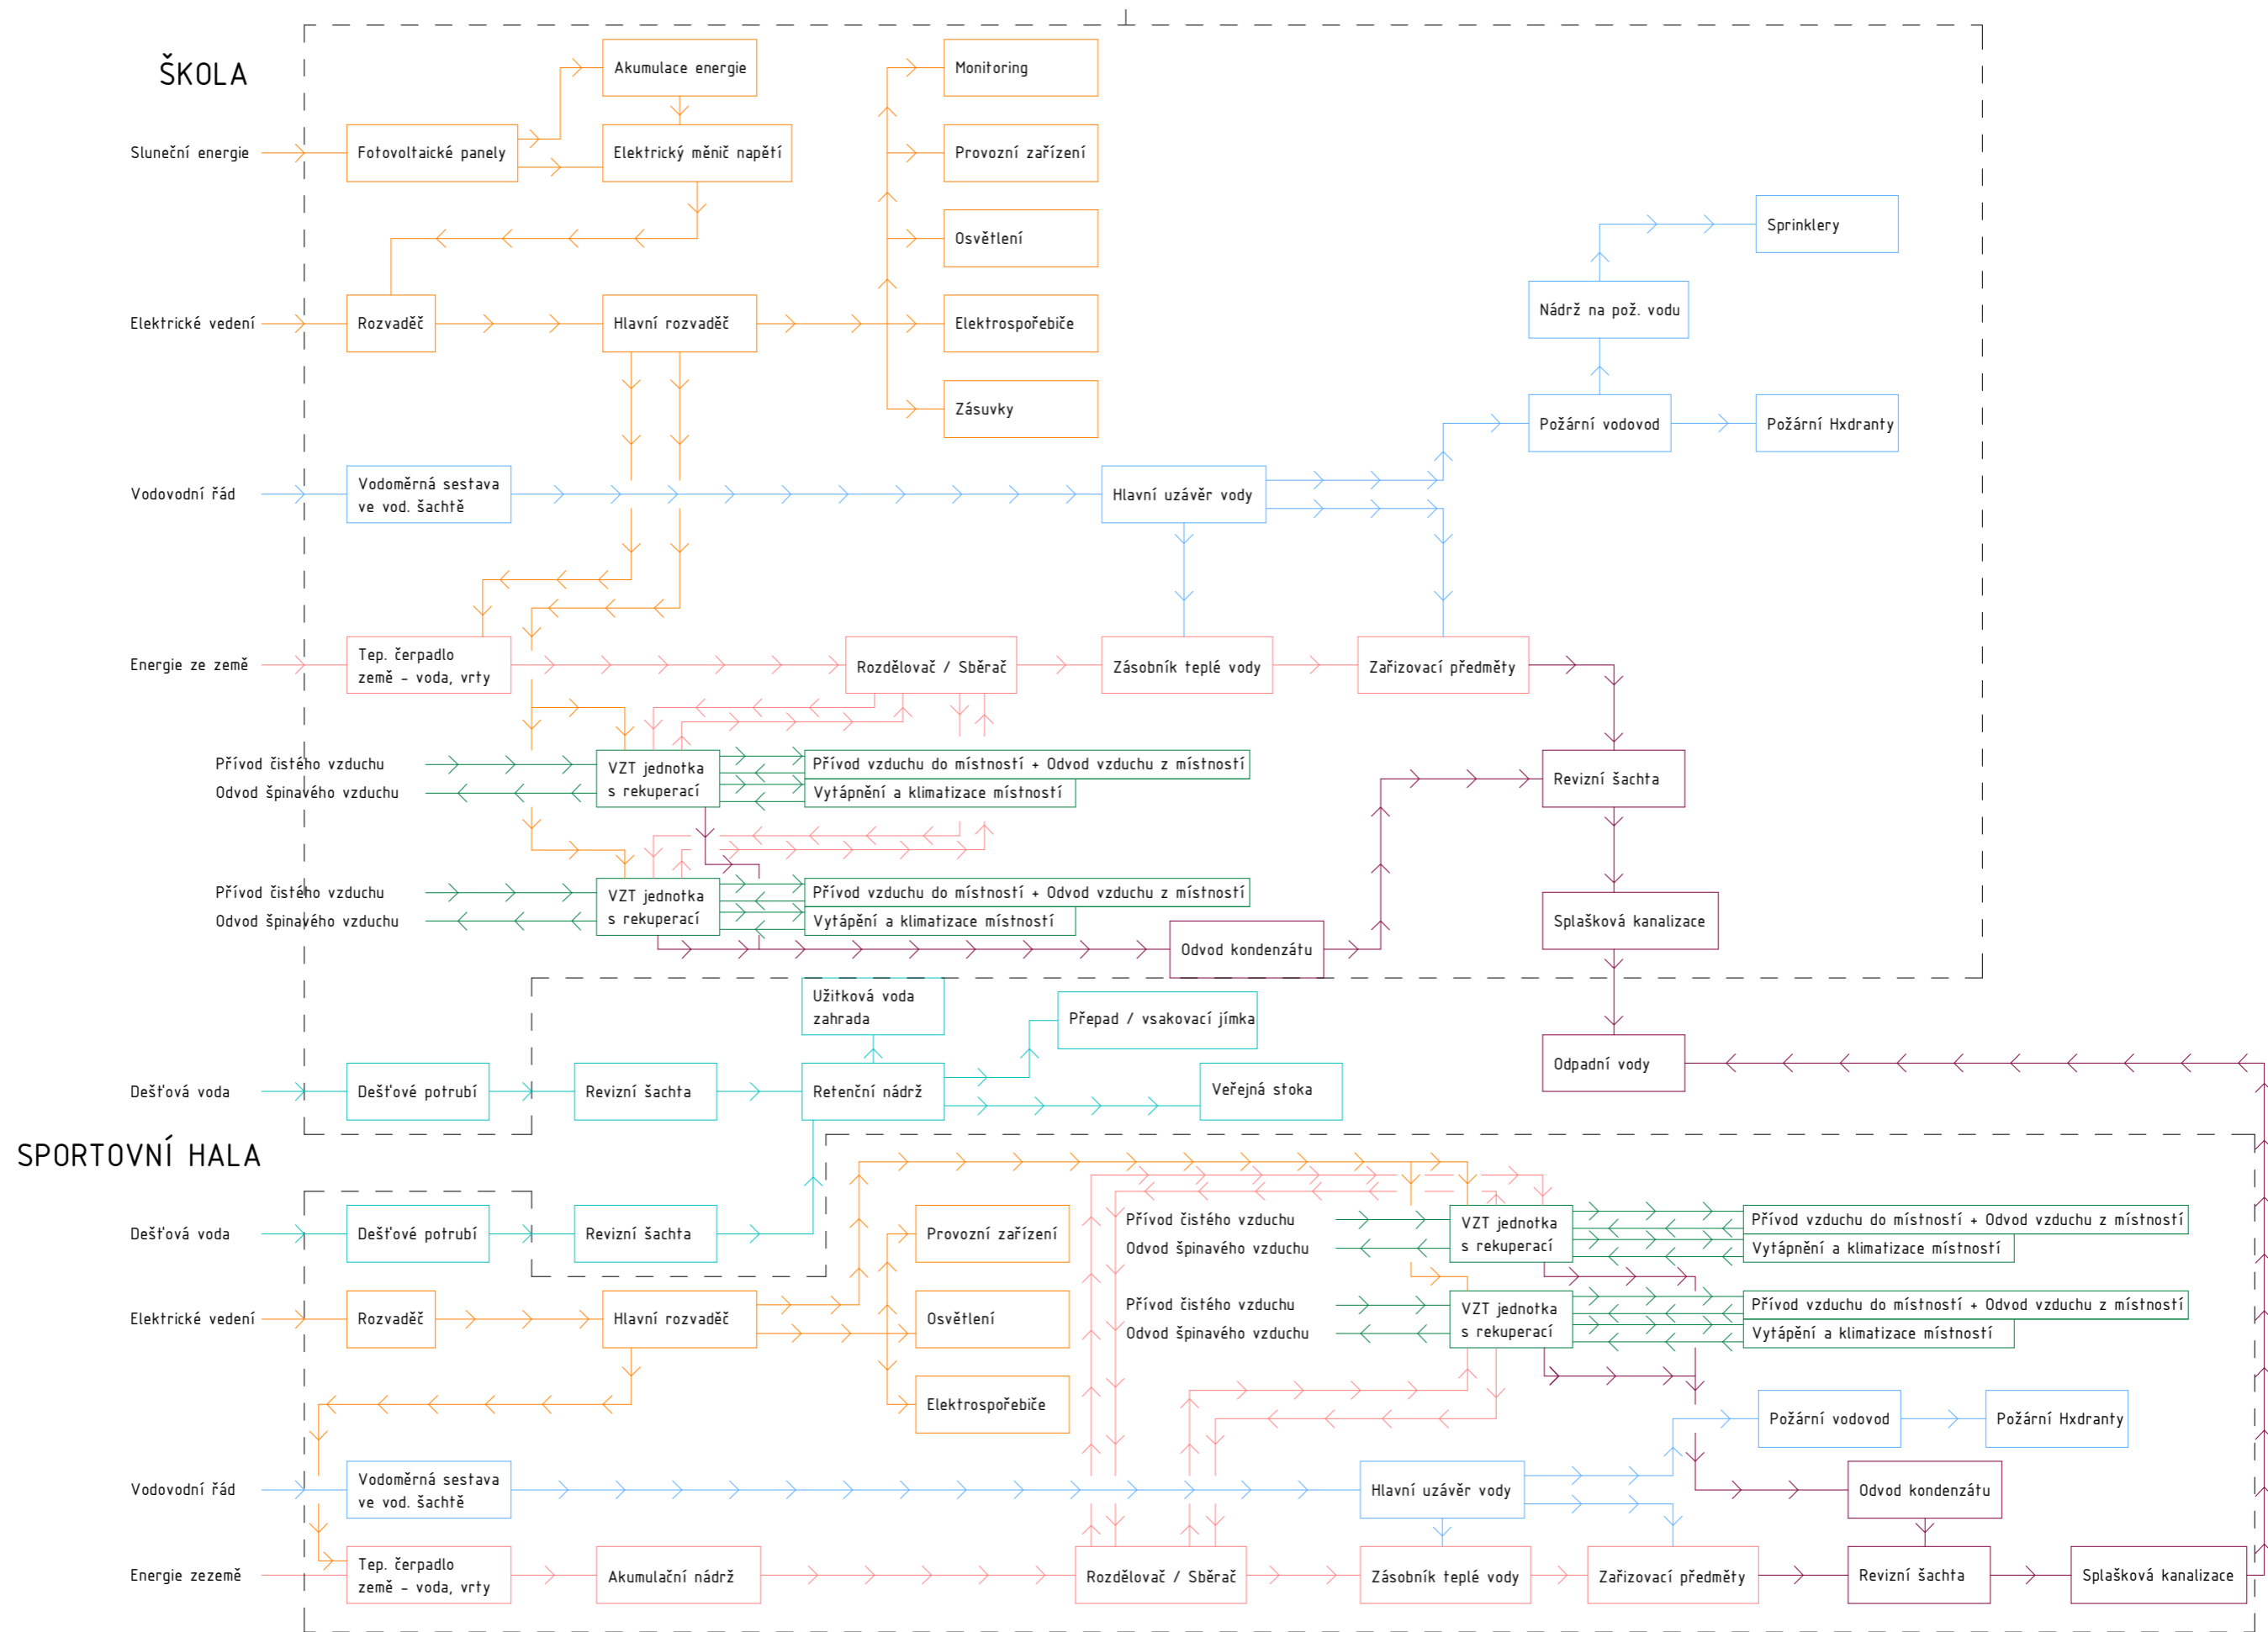 ŠKOLA
Akumulace energie
Monitoring
Sluneční energie
Fotovoltaické panely
Elektrický měnič napětí
Provozní zařízení
Sprinklery
Osvětlení
Nádrž na pož. vodu
Elektrické vedení
Rozvaděč
Hlavní rozvaděč
Elektrospořebiče
Zásuvky
Požární vodovod
Požární Hxdranty
Vodovodní řád
Vodoměrná sestava
ve vod. šachtě
Hlavní uzávěr vody
Energie ze země
Tep. čerpadlo
země - voda, vrty
Rozdělovač / Sběrač
Zásobník teplé vody
Zařizovací předměty
Přívod čistého vzduchu
Odvod špinavého vzduchu
VZT jednotka
s rekuperací
Přívod vzduchu do místností + Odvod vzduchu z místností
Vytápnění a klimatizace místností
Revizní šachta
Přívod čistého vzduchu
Odvod špinavého vzduchu
VZT jednotka
s rekuperací
Přívod vzduchu do místností + Odvod vzduchu z místností
Vytápění a klimatizace místností
Splašková kanalizace
Odvod kondenzátu
Užitková voda
zahrada
Přepad / vsakovací jímka
Odpadní vody
Dešťová voda
Dešťové potrubí
Revizní šachta
Retenční nádrž
Veřejná stoka
SPORTOVNÍ HALA
Dešťová voda
Dešťové potrubí
Revizní šachta
Provozní zařízení
Přívod čistého vzduchu
Odvod špinavého vzduchu
VZT jednotka
s rekuperací
Přívod vzduchu do místností + Odvod vzduchu z místností
Vytápnění a klimatizace místností
Elektrické vedení
Rozvaděč
Hlavní rozvaděč
Osvětlení
Přívod čistého vzduchu
Odvod špinavého vzduchu
VZT jednotka
s rekuperací
Přívod vzduchu do místností + Odvod vzduchu z místností
Vytápění a klimatizace místností
Elektrospořebiče
Požární vodovod
Požární Hxdranty
Vodovodní řád
Vodoměrná sestava
ve vod. šachtě
Hlavní uzávěr vody
Odvod kondenzátu
Energie zezemě
Tep. čerpadlo
země - voda, vrty
Akumulační nádrž
Rozdělovač / Sběrač
Zásobník teplé vody
Zařizovací předměty
Revizní šachta
Splašková kanalizace